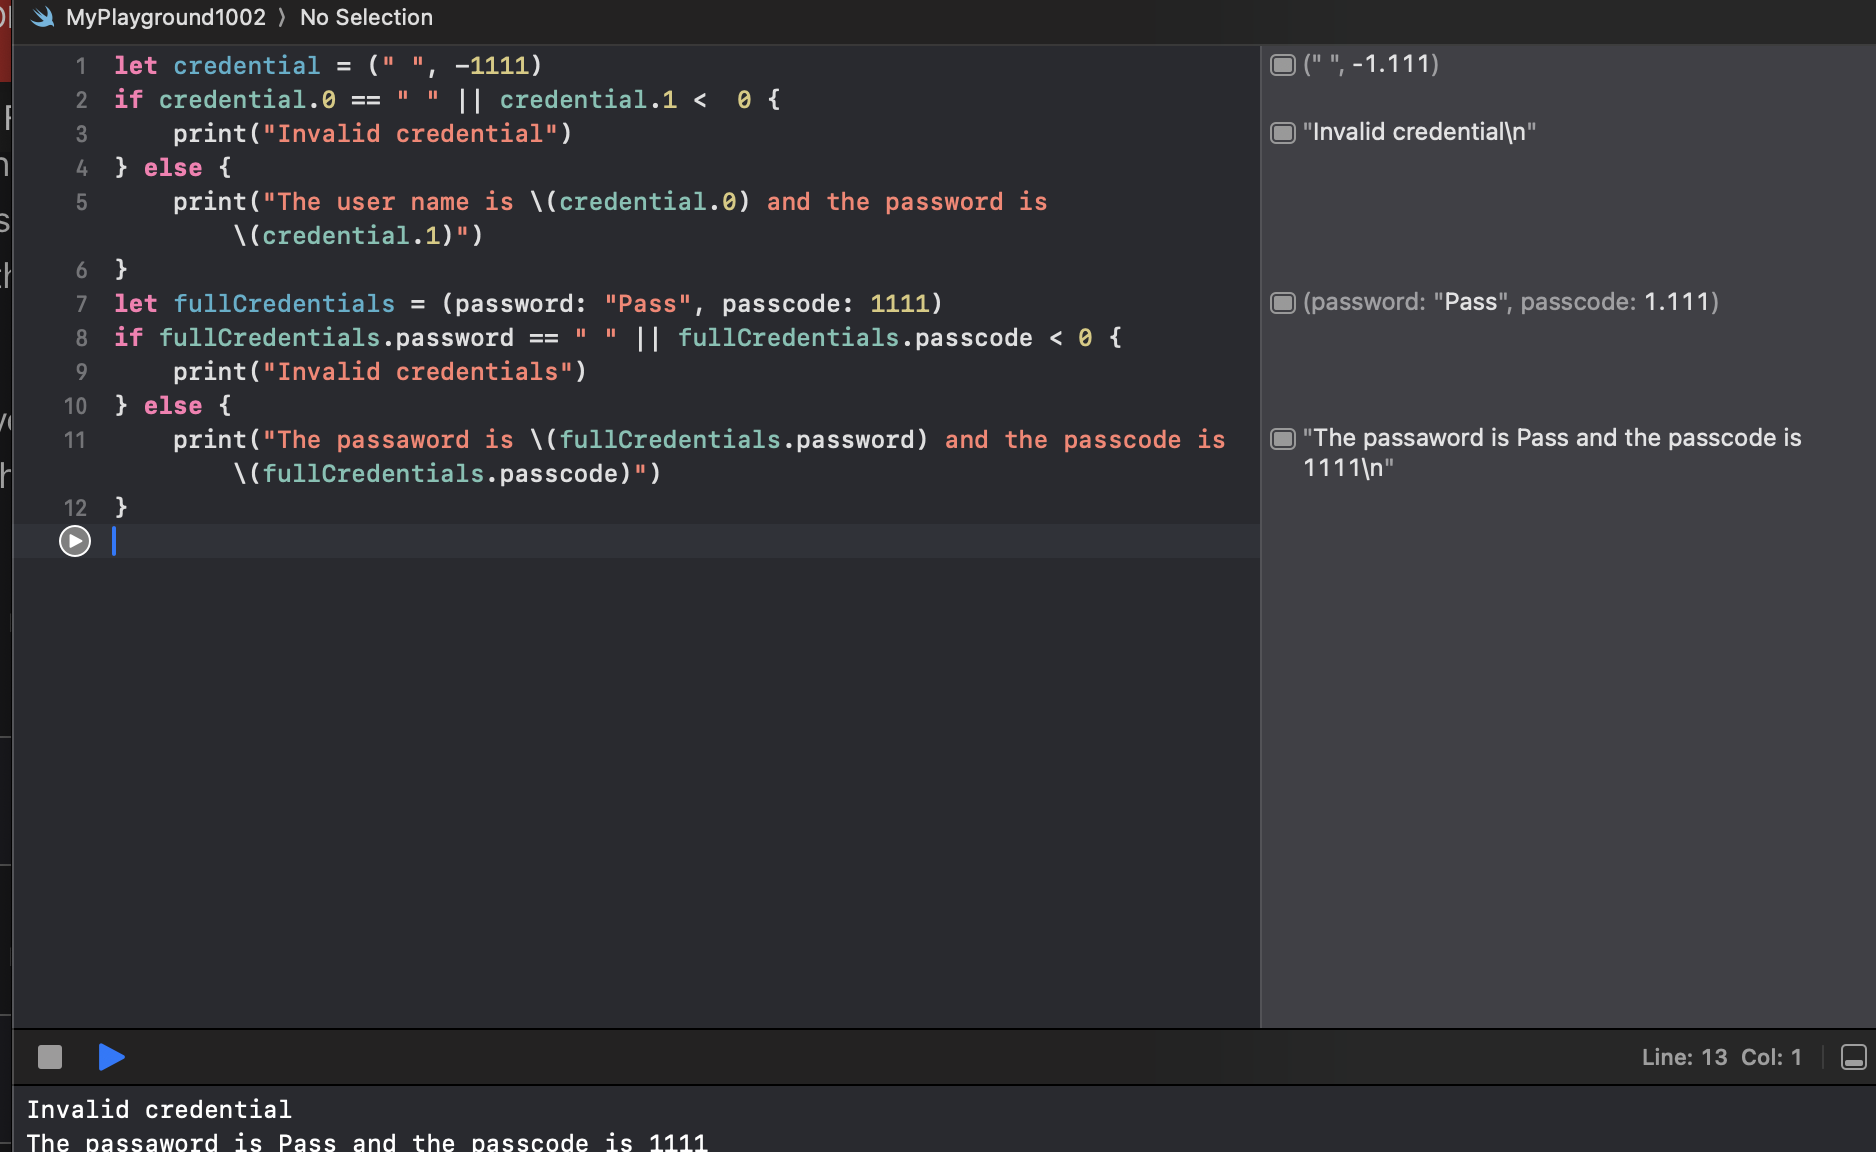 MyPlayground1002 〉 No Selection
1 let credential = (" ", -1111)
2 if credential.0 == " " || credential.1 <  0 {
3     print("Invalid credential")
4 } else {
5     print("The user name is \(credential.0) and the password is
        \(credential.1)")
6 }
7 let fullCredentials = (password: "Pass", passcode: 1111)
8 if fullCredentials.password == " " || fullCredentials.passcode < 0 {
9     print("Invalid credentials")
10 } else {
11     print("The passaword is \(fullCredentials.password) and the passcode is
        \(fullCredentials.passcode)")
12 }
(" ", -1.111)
"Invalid credential\n"
(password: "Pass", passcode: 1.111)
"The passaword is Pass and the passcode is
1111\n"
Line: 13 Col: 1
Invalid credential
The passaword is Pass and the passcode is 1111